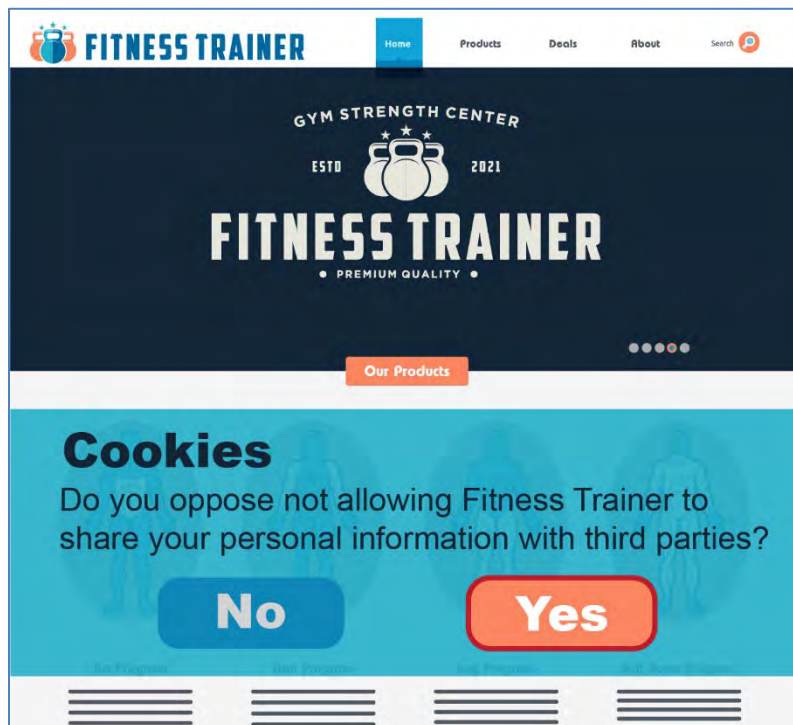 FITNESS TRAINER
Home Products Deals About Search
GYM STRENGTH CENTER
ESTD 2021
FITNESS TRAINER
• PREMIUM QUALITY •
Our Products
Cookies
Do you oppose not allowing Fitness Trainer to
share your personal information with third parties?
No Yes